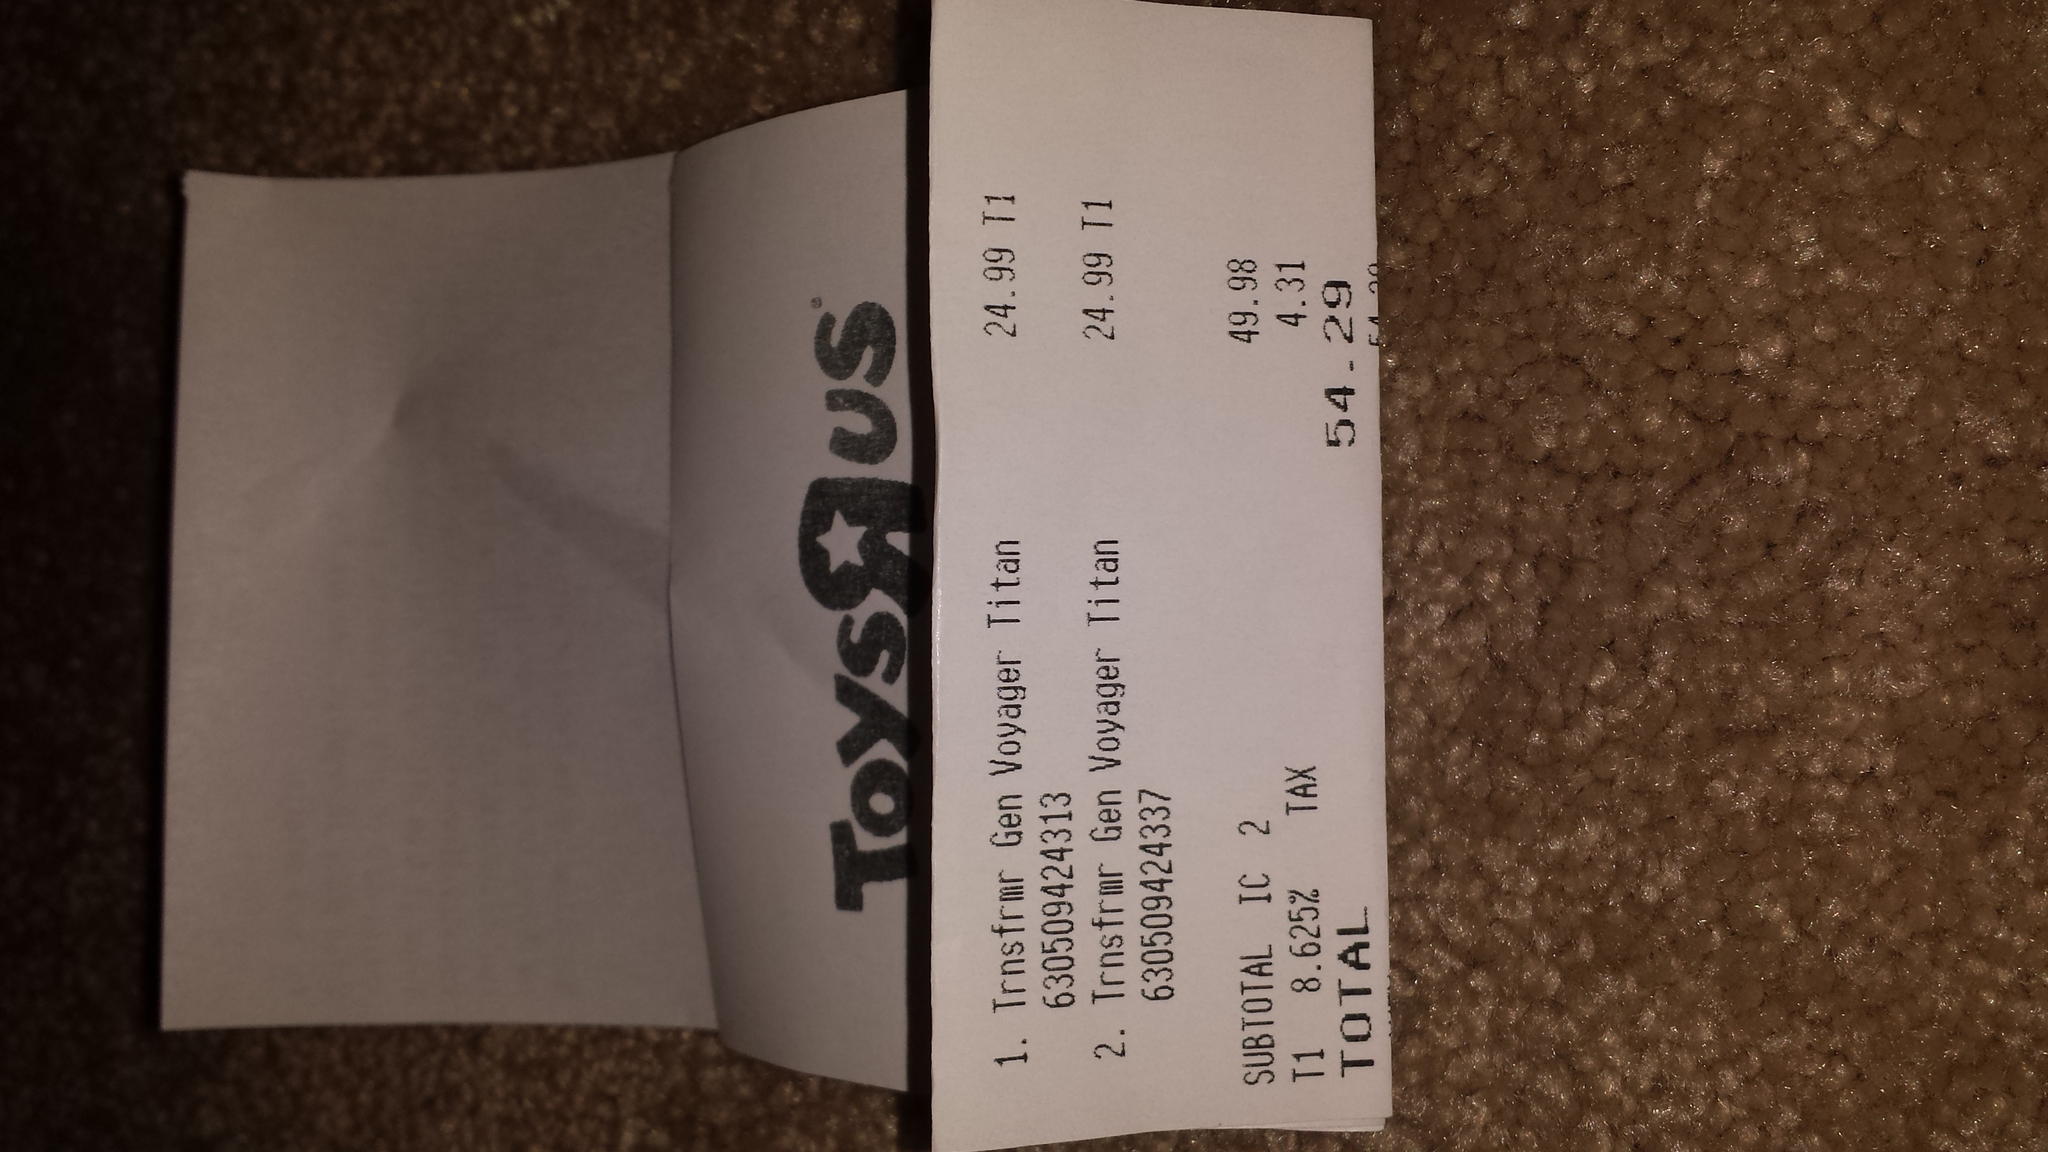 ToysRus®
1. Trnsfrmr Gen Voyager Titan 24.99 T1
630509424313
2. Trnsfrmr Gen Voyager Titan 24.99 T1
630509424337
SUBTOTAL IC 2 49.98
T1 8.625% TAX 4.31
TOTAL 54.29